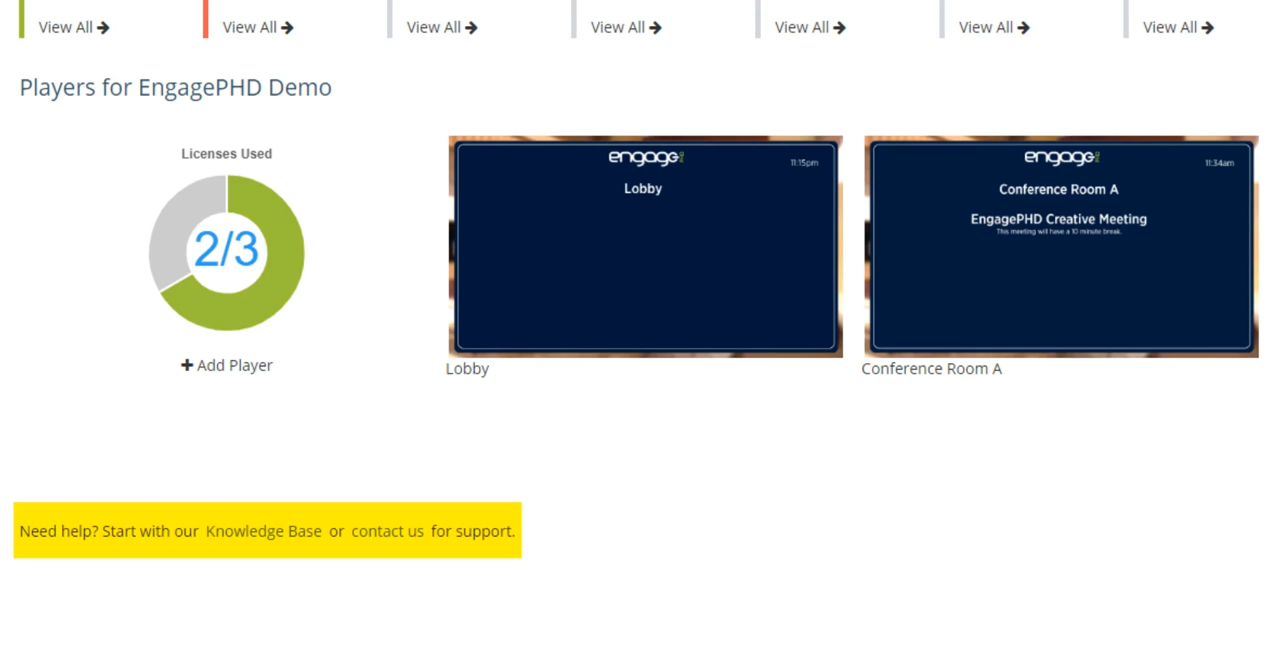 View All
View All
View All
View All
View All
View All
View All
Players for EngagePHD Demo
Licenses Used
2/3
Add Player
engage
11:15pm
Lobby
Lobby
engage
11:34am
Conference Room A
EngagePHD Creative Meeting
This meeting will have a 10 minute break.
Conference Room A
Need help? Start with our Knowledge Base or contact us for support.